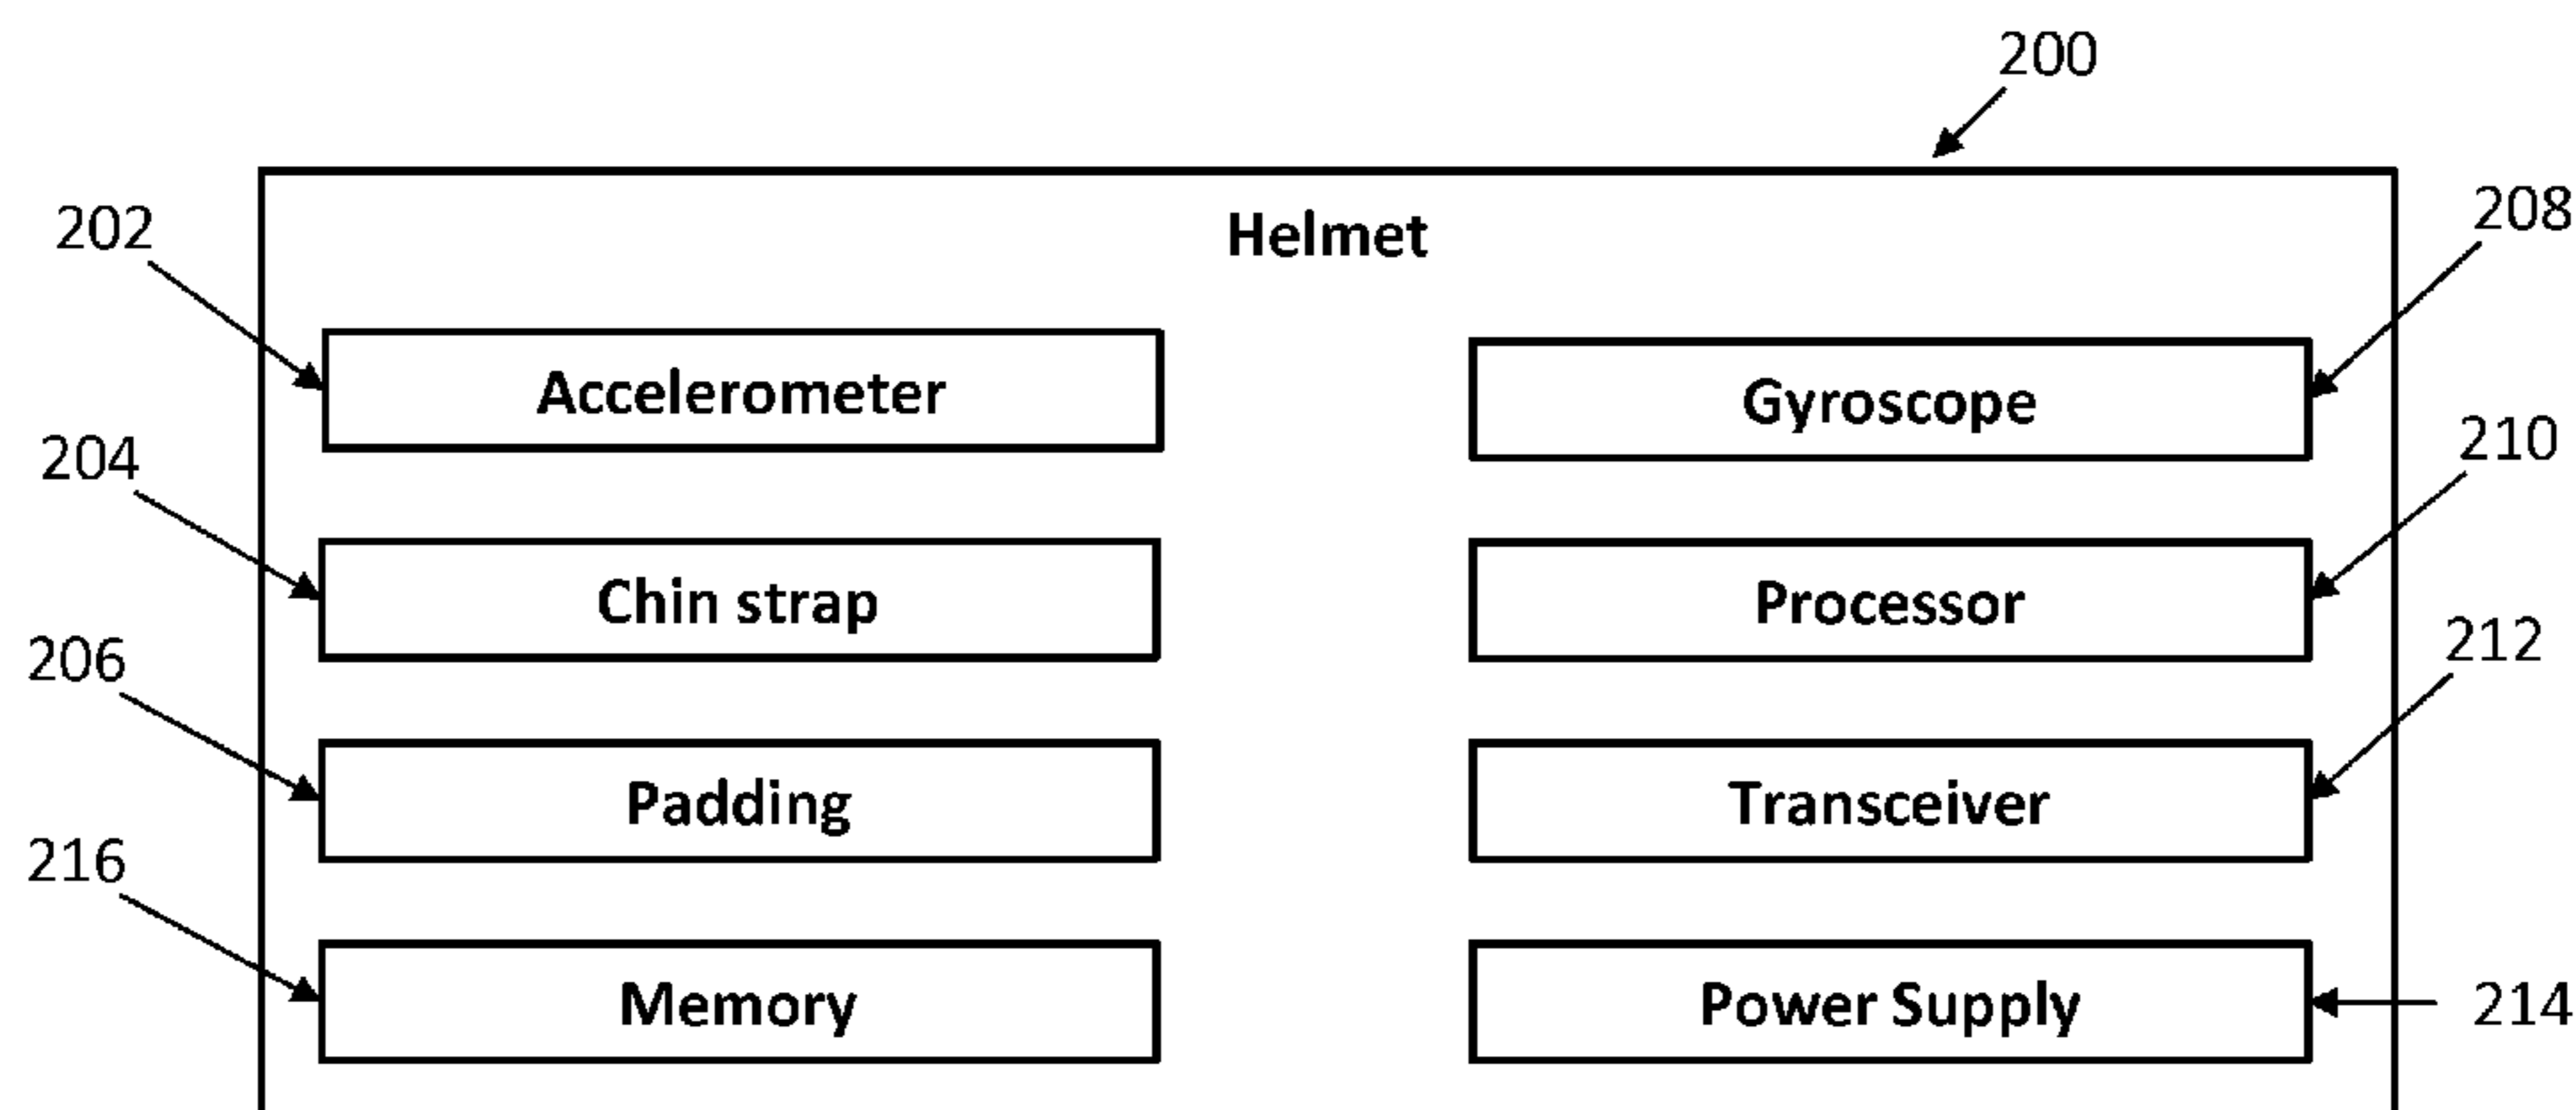 200
Helmet
202
208
Accelerometer
Gyroscope
204
210
Chin strap
Processor
206
212
Padding
Transceiver
216
Memory
Power Supply
214